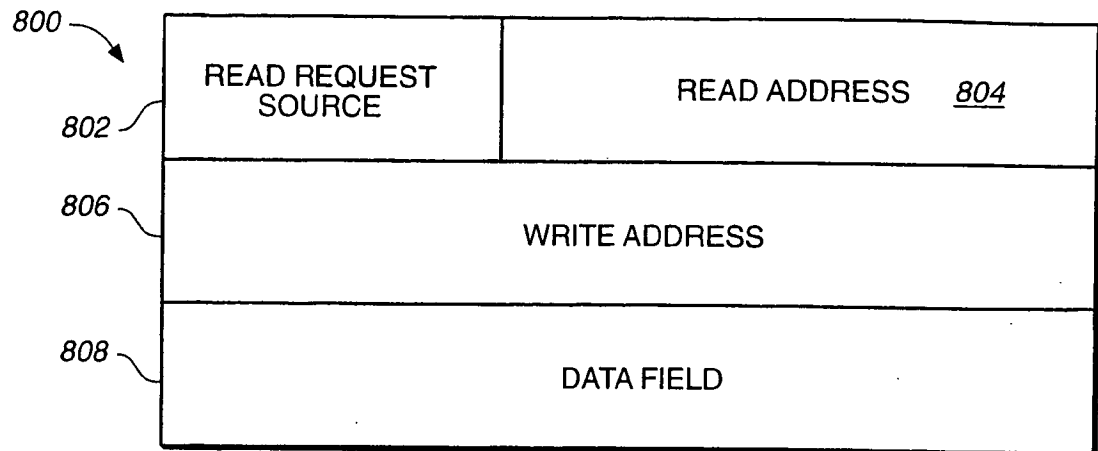 800
READ REQUEST
SOURCE
READ ADDRESS 804
802
806
WRITE ADDRESS
808
DATA FIELD